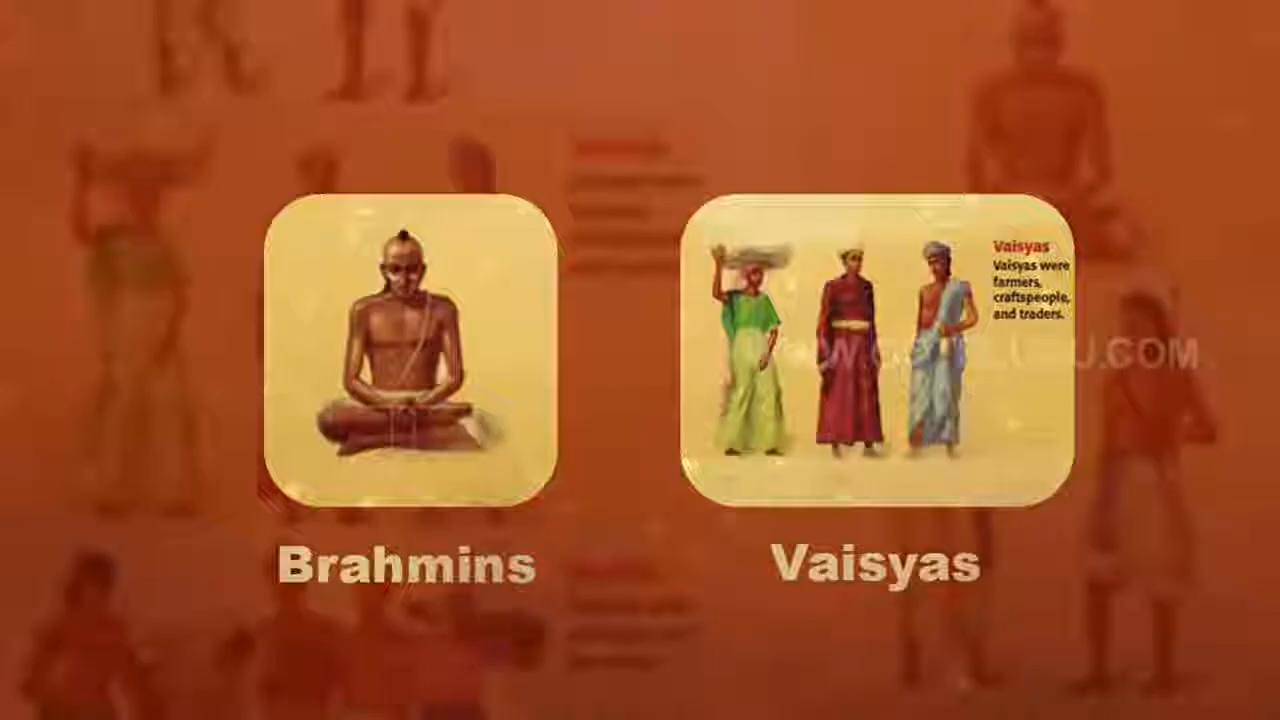 Vaisyas
Vaisyas were
farmers,
craftspeople,
and traders.
Brahmins
Vaisyas